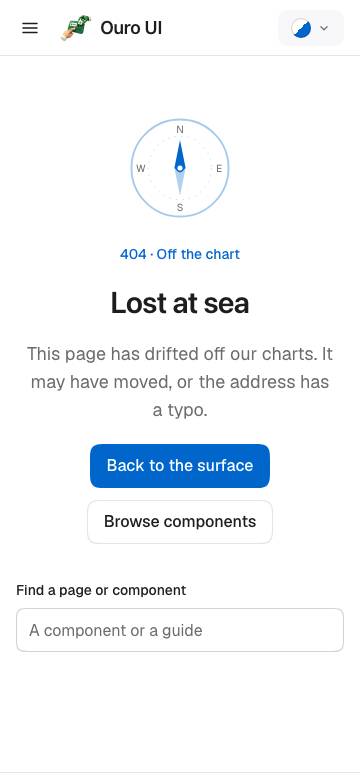 Ouro UI
N
W E
S
404 · Off the chart
Lost at sea
This page has drifted off our charts. It
may have moved, or the address has
a typo.
Back to the surface
Browse components
Find a page or component
A component or a guide